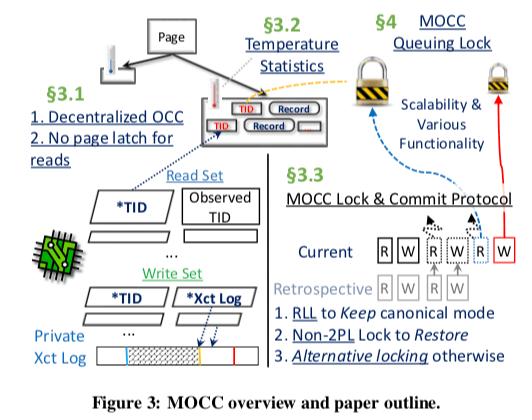 Page
§3.2
Temperature
Statistics
§4 MOCC
Queuing Lock
§3.1
1. Decentralized OCC
2. No page latch for
reads
TID
Record
TID
Record
...
Scalability &
Various
Functionality
Read Set
*TID
Observed
TID
...
Write Set
*TID
*Xct Log
...
Private
Xct Log
§3.3
MOCC Lock & Commit Protocol
Current R W R W R W
Retrospective R W R W
1. RLL to Keep canonical mode
2. Non-2PL Lock to Restore
3. Alternative locking otherwise
Figure 3: MOCC overview and paper outline.